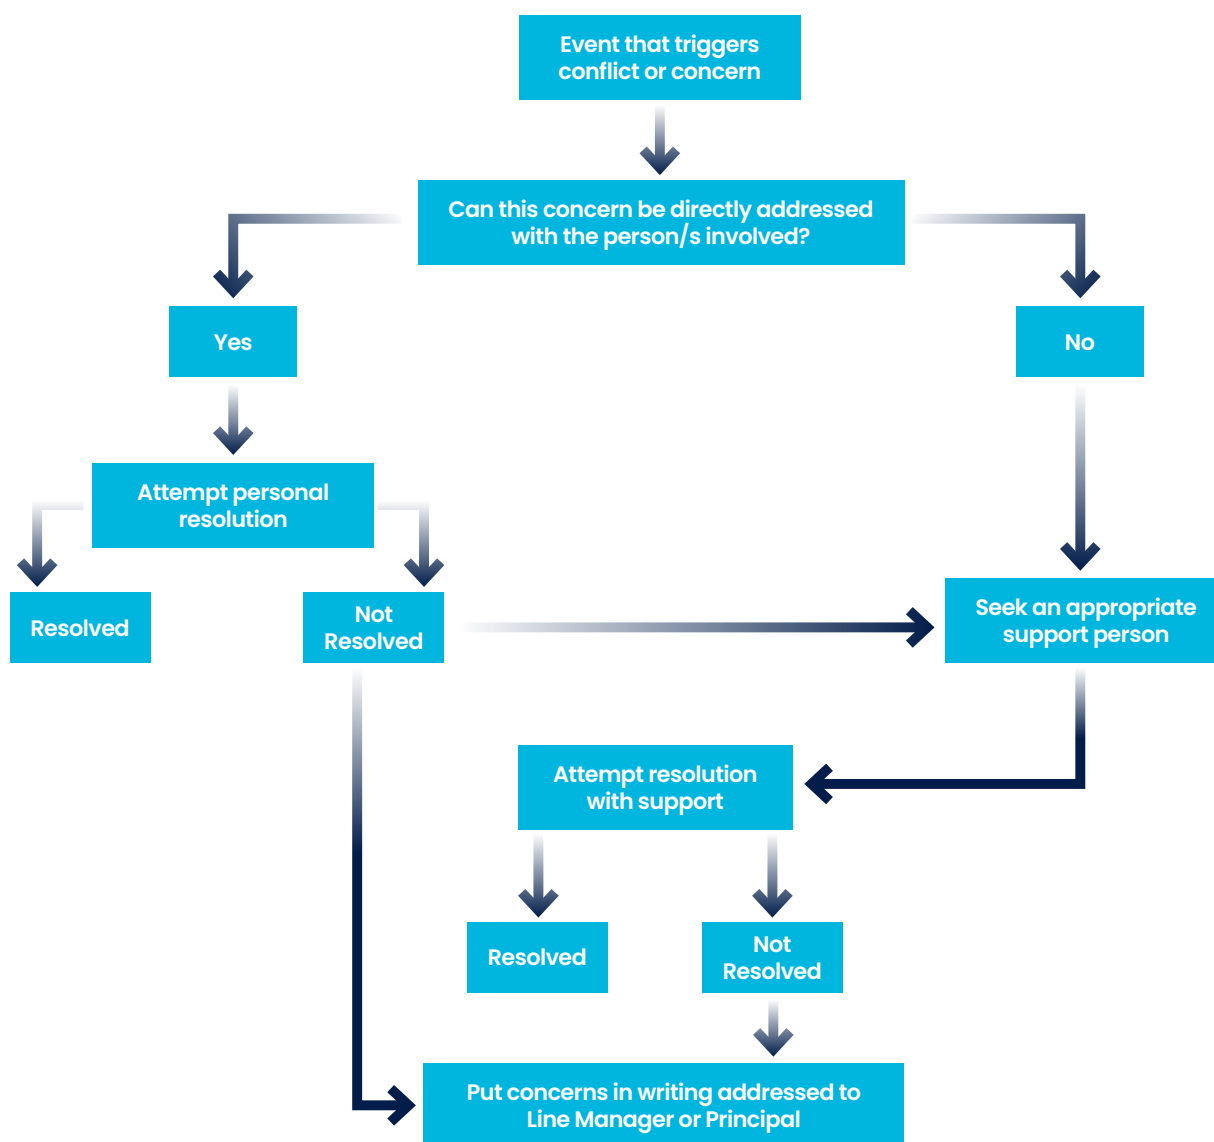 Event that triggers
conflict or concern
Can this concern be directly addressed
with the person/s involved?
Yes
No
Attempt personal
resolution
Resolved
Not
Resolved
Seek an appropriate
support person
Attempt resolution
with support
Resolved
Not
Resolved
Put concerns in writing addressed to
Line Manager or Principal